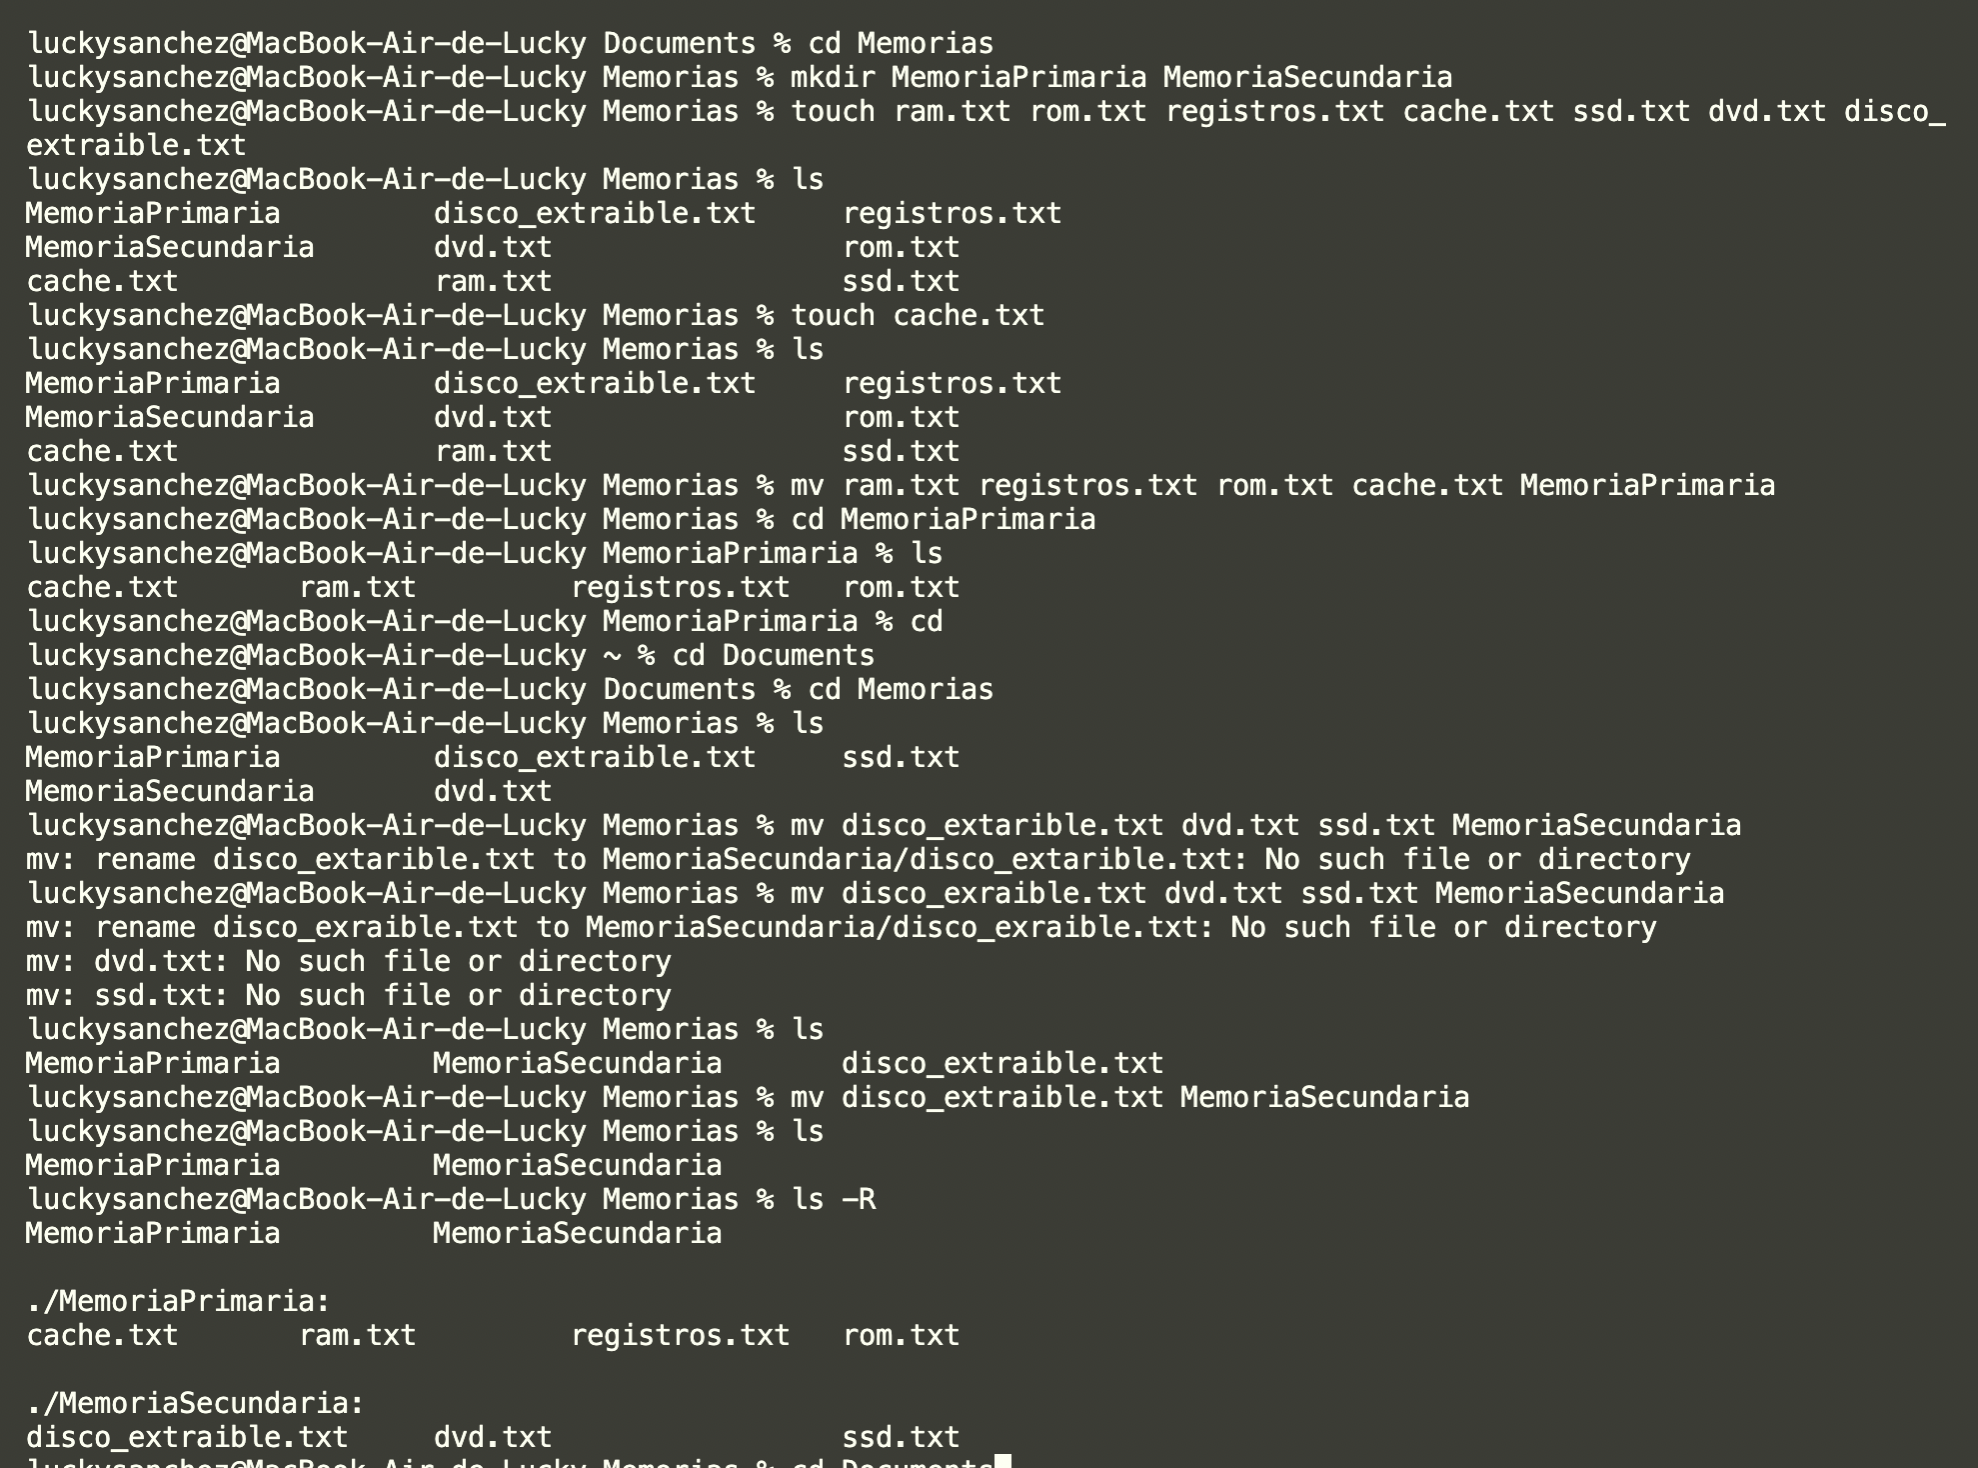 luckysanchez@MacBook-Air-de-Lucky Documents % cd Memorias
luckysanchez@MacBook-Air-de-Lucky Memorias % mkdir MemoriaPrimaria MemoriaSecundaria
luckysanchez@MacBook-Air-de-Lucky Memorias % touch ram.txt rom.txt registros.txt cache.txt ssd.txt dvd.txt disco_
extraible.txt
luckysanchez@MacBook-Air-de-Lucky Memorias % ls
MemoriaPrimaria disco_extraible.txt registros.txt
MemoriaSecundaria dvd.txt rom.txt
cache.txt ram.txt ssd.txt
luckysanchez@MacBook-Air-de-Lucky Memorias % touch cache.txt
luckysanchez@MacBook-Air-de-Lucky Memorias % ls
MemoriaPrimaria disco_extraible.txt registros.txt
MemoriaSecundaria dvd.txt rom.txt
cache.txt ram.txt ssd.txt
luckysanchez@MacBook-Air-de-Lucky Memorias % mv ram.txt registros.txt rom.txt cache.txt MemoriaPrimaria
luckysanchez@MacBook-Air-de-Lucky Memorias % cd MemoriaPrimaria
luckysanchez@MacBook-Air-de-Lucky MemoriaPrimaria % ls
cache.txt ram.txt registros.txt rom.txt
luckysanchez@MacBook-Air-de-Lucky MemoriaPrimaria % cd
luckysanchez@MacBook-Air-de-Lucky ~ % cd Documents
luckysanchez@MacBook-Air-de-Lucky Documents % cd Memorias
luckysanchez@MacBook-Air-de-Lucky Memorias % ls
MemoriaPrimaria disco_extraible.txt ssd.txt
MemoriaSecundaria dvd.txt
luckysanchez@MacBook-Air-de-Lucky Memorias % mv disco_extarible.txt dvd.txt ssd.txt MemoriaSecundaria
mv: rename disco_extarible.txt to MemoriaSecundaria/disco_extarible.txt: No such file or directory
luckysanchez@MacBook-Air-de-Lucky Memorias % mv disco_exraible.txt dvd.txt ssd.txt MemoriaSecundaria
mv: rename disco_exraible.txt to MemoriaSecundaria/disco_exraible.txt: No such file or directory
mv: dvd.txt: No such file or directory
mv: ssd.txt: No such file or directory
luckysanchez@MacBook-Air-de-Lucky Memorias % ls
MemoriaPrimaria MemoriaSecundaria disco_extraible.txt
luckysanchez@MacBook-Air-de-Lucky Memorias % mv disco_extraible.txt MemoriaSecundaria
luckysanchez@MacBook-Air-de-Lucky Memorias % ls
MemoriaPrimaria MemoriaSecundaria
luckysanchez@MacBook-Air-de-Lucky Memorias % ls -R
MemoriaPrimaria MemoriaSecundaria
./MemoriaPrimaria:
cache.txt ram.txt registros.txt rom.txt
./MemoriaSecundaria:
disco_extraible.txt dvd.txt ssd.txt
luckysanchez@MacBook-Air-de-Lucky Memorias % cd Documents